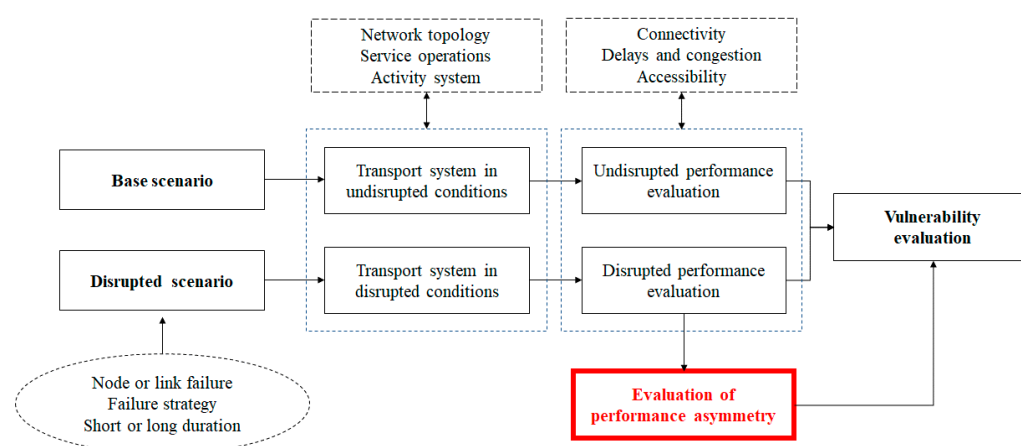 Network topology
Service operations
Activity system
Connectivity
Delays and congestion
Accessibility
Base scenario
Transport system in
undisrupted conditions
Undisrupted performance
evaluation
Vulnerability
evaluation
Disrupted scenario
Transport system in
disrupted conditions
Disrupted performance
evaluation
Node or link failure
Failure strategy
Short or long duration
Evaluation of
performance asymmetry